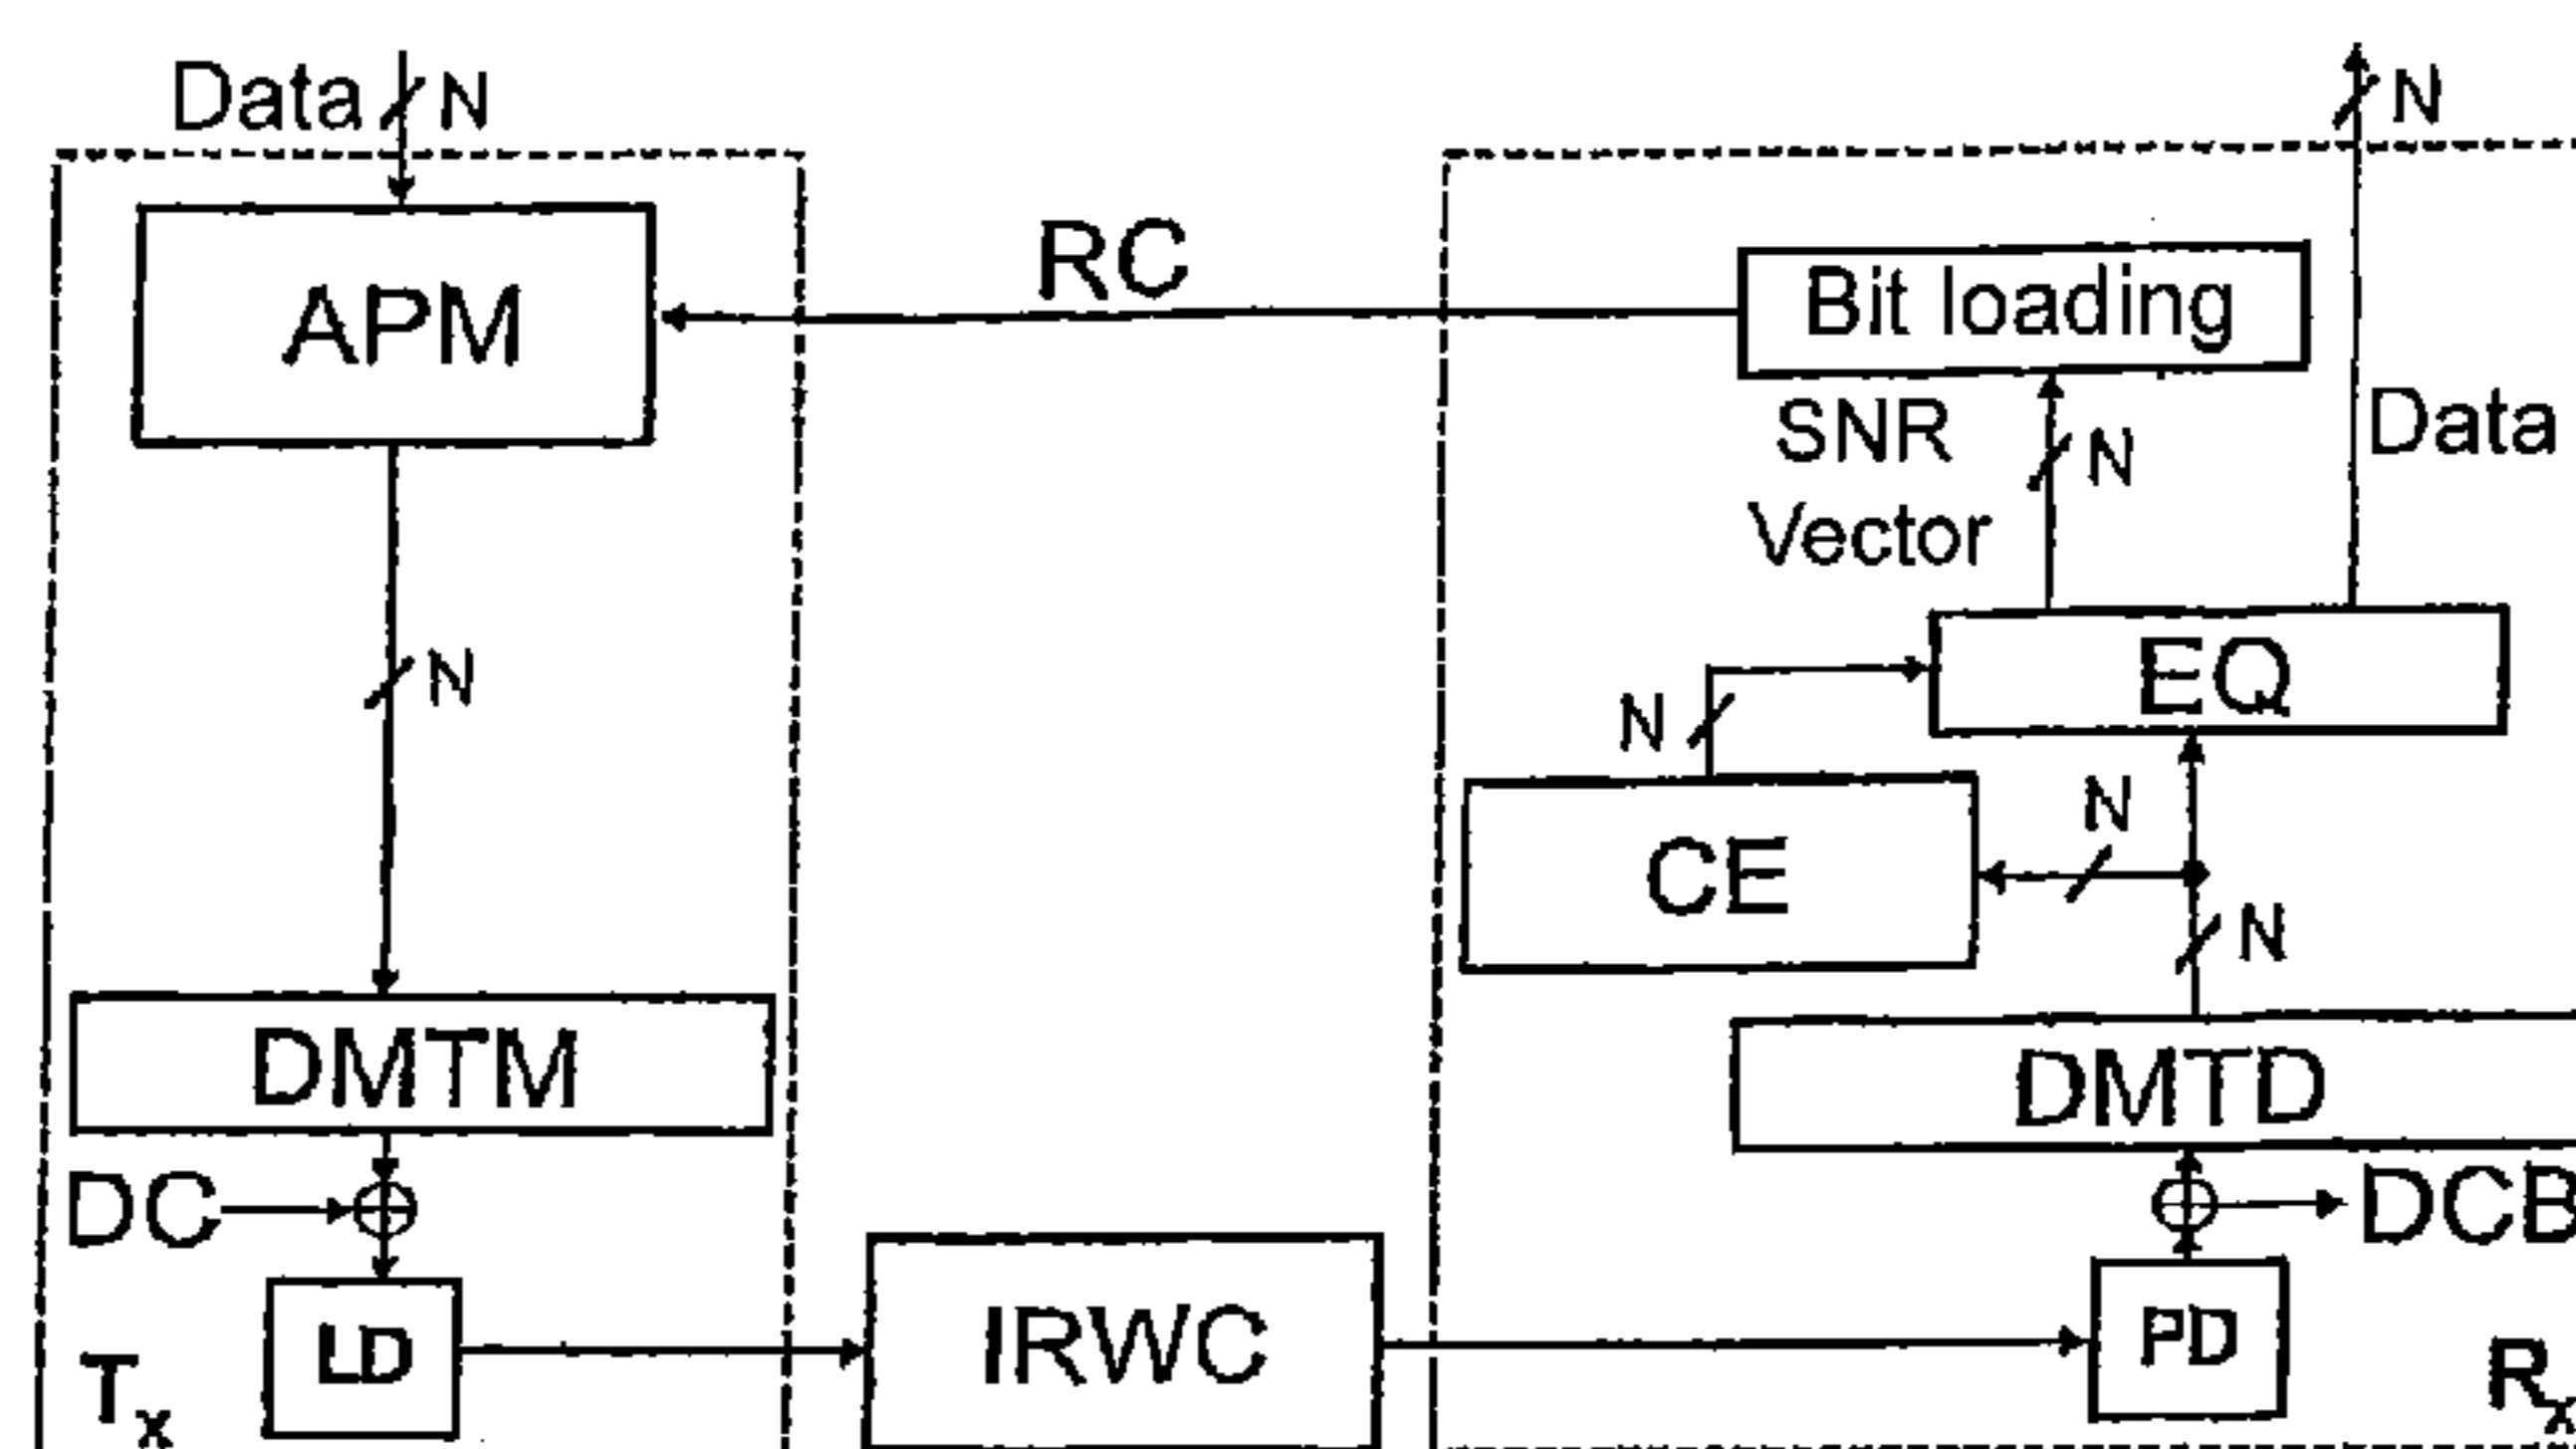 Data N
N
RC
APM
Bit loading
SNR
N
Data
Vector
N
EQ
N
N
CE
N
DMTM
DMTD
DC
DCB
IRWC
LD
PD
Tx
Rx